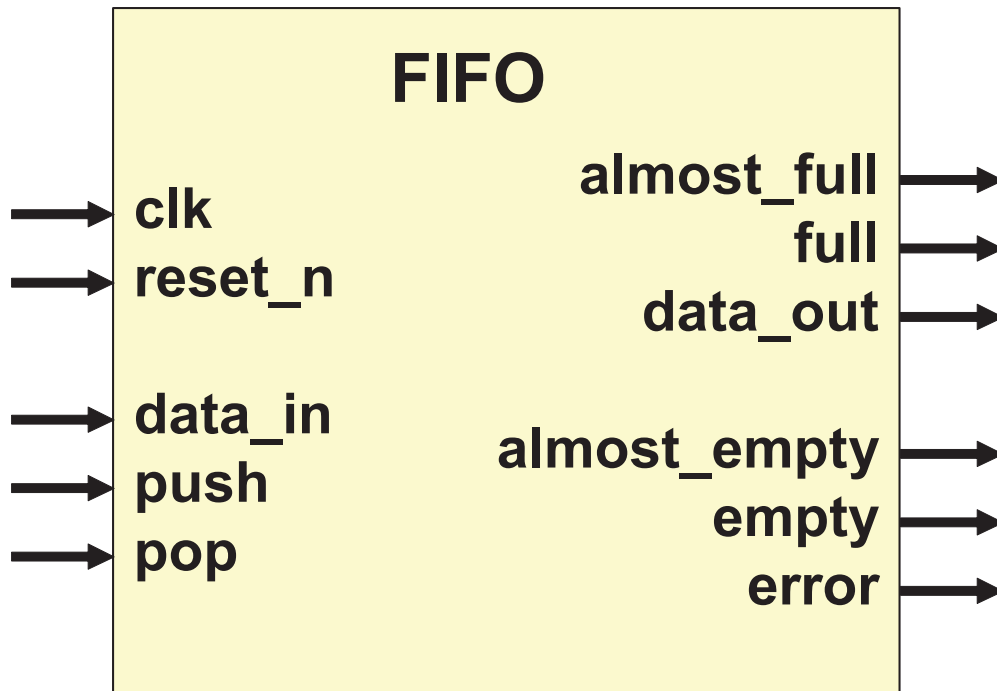 FIFO
clk
reset_n
data_in
push
pop
almost_full
full
data_out
almost_empty
empty
error